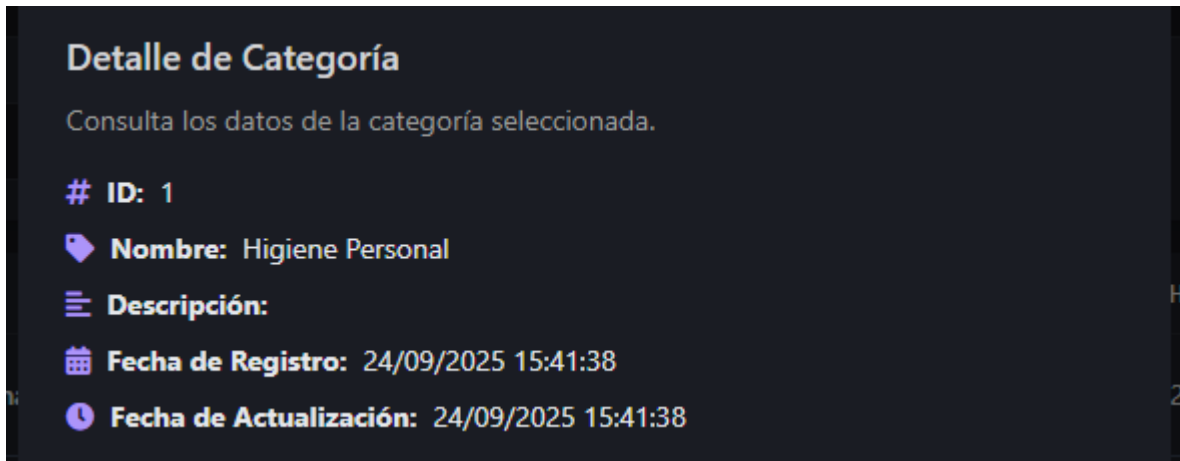 Detalle de Categoría
Consulta los datos de la categoría seleccionada.
# ID: 1
Nombre: Higiene Personal
Descripción:
Fecha de Registro: 24/09/2025 15:41:38
Fecha de Actualización: 24/09/2025 15:41:38